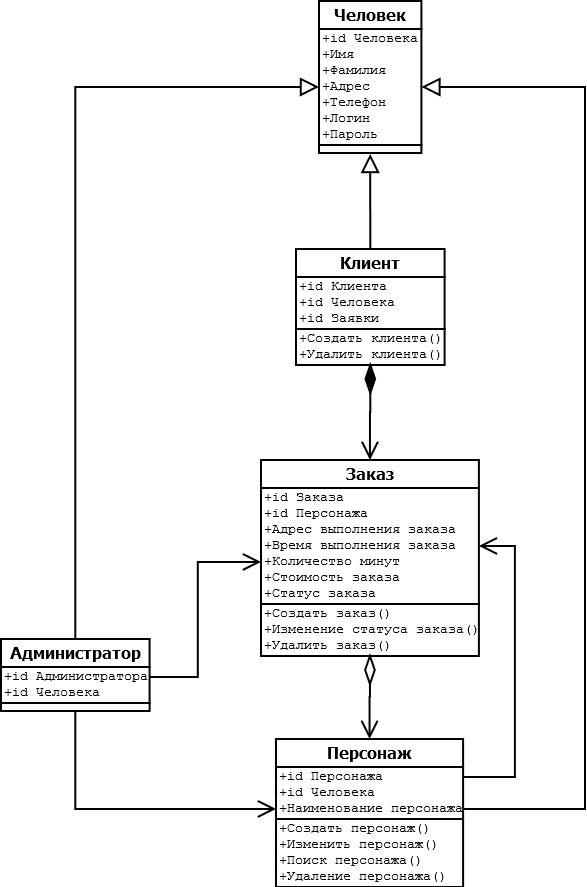 Человек
+id Человека
+Имя
+Фамилия
+Адрес
+Телефон
+Логин
+Пароль
Клиент
+id Клиента
+id Человека
+id Заявки
+Создать клиента()
+Удалить клиента()
Заказ
+id Заказа
+id Персонажа
+Адрес выполнения заказа
+Время выполнения заказа
+Количество минут
+Стоимость заказа
+Статус заказа
+Создать заказ()
+Изменение статуса заказа()
+Удалить заказ()
Администратор
+id Администратора
+id Человека
Персонаж
+id Персонажа
+id Человека
+Наименование персонажа
+Создать персонаж()
+Изменить персонаж()
+Поиск персонажа()
+Удаление персонажа()